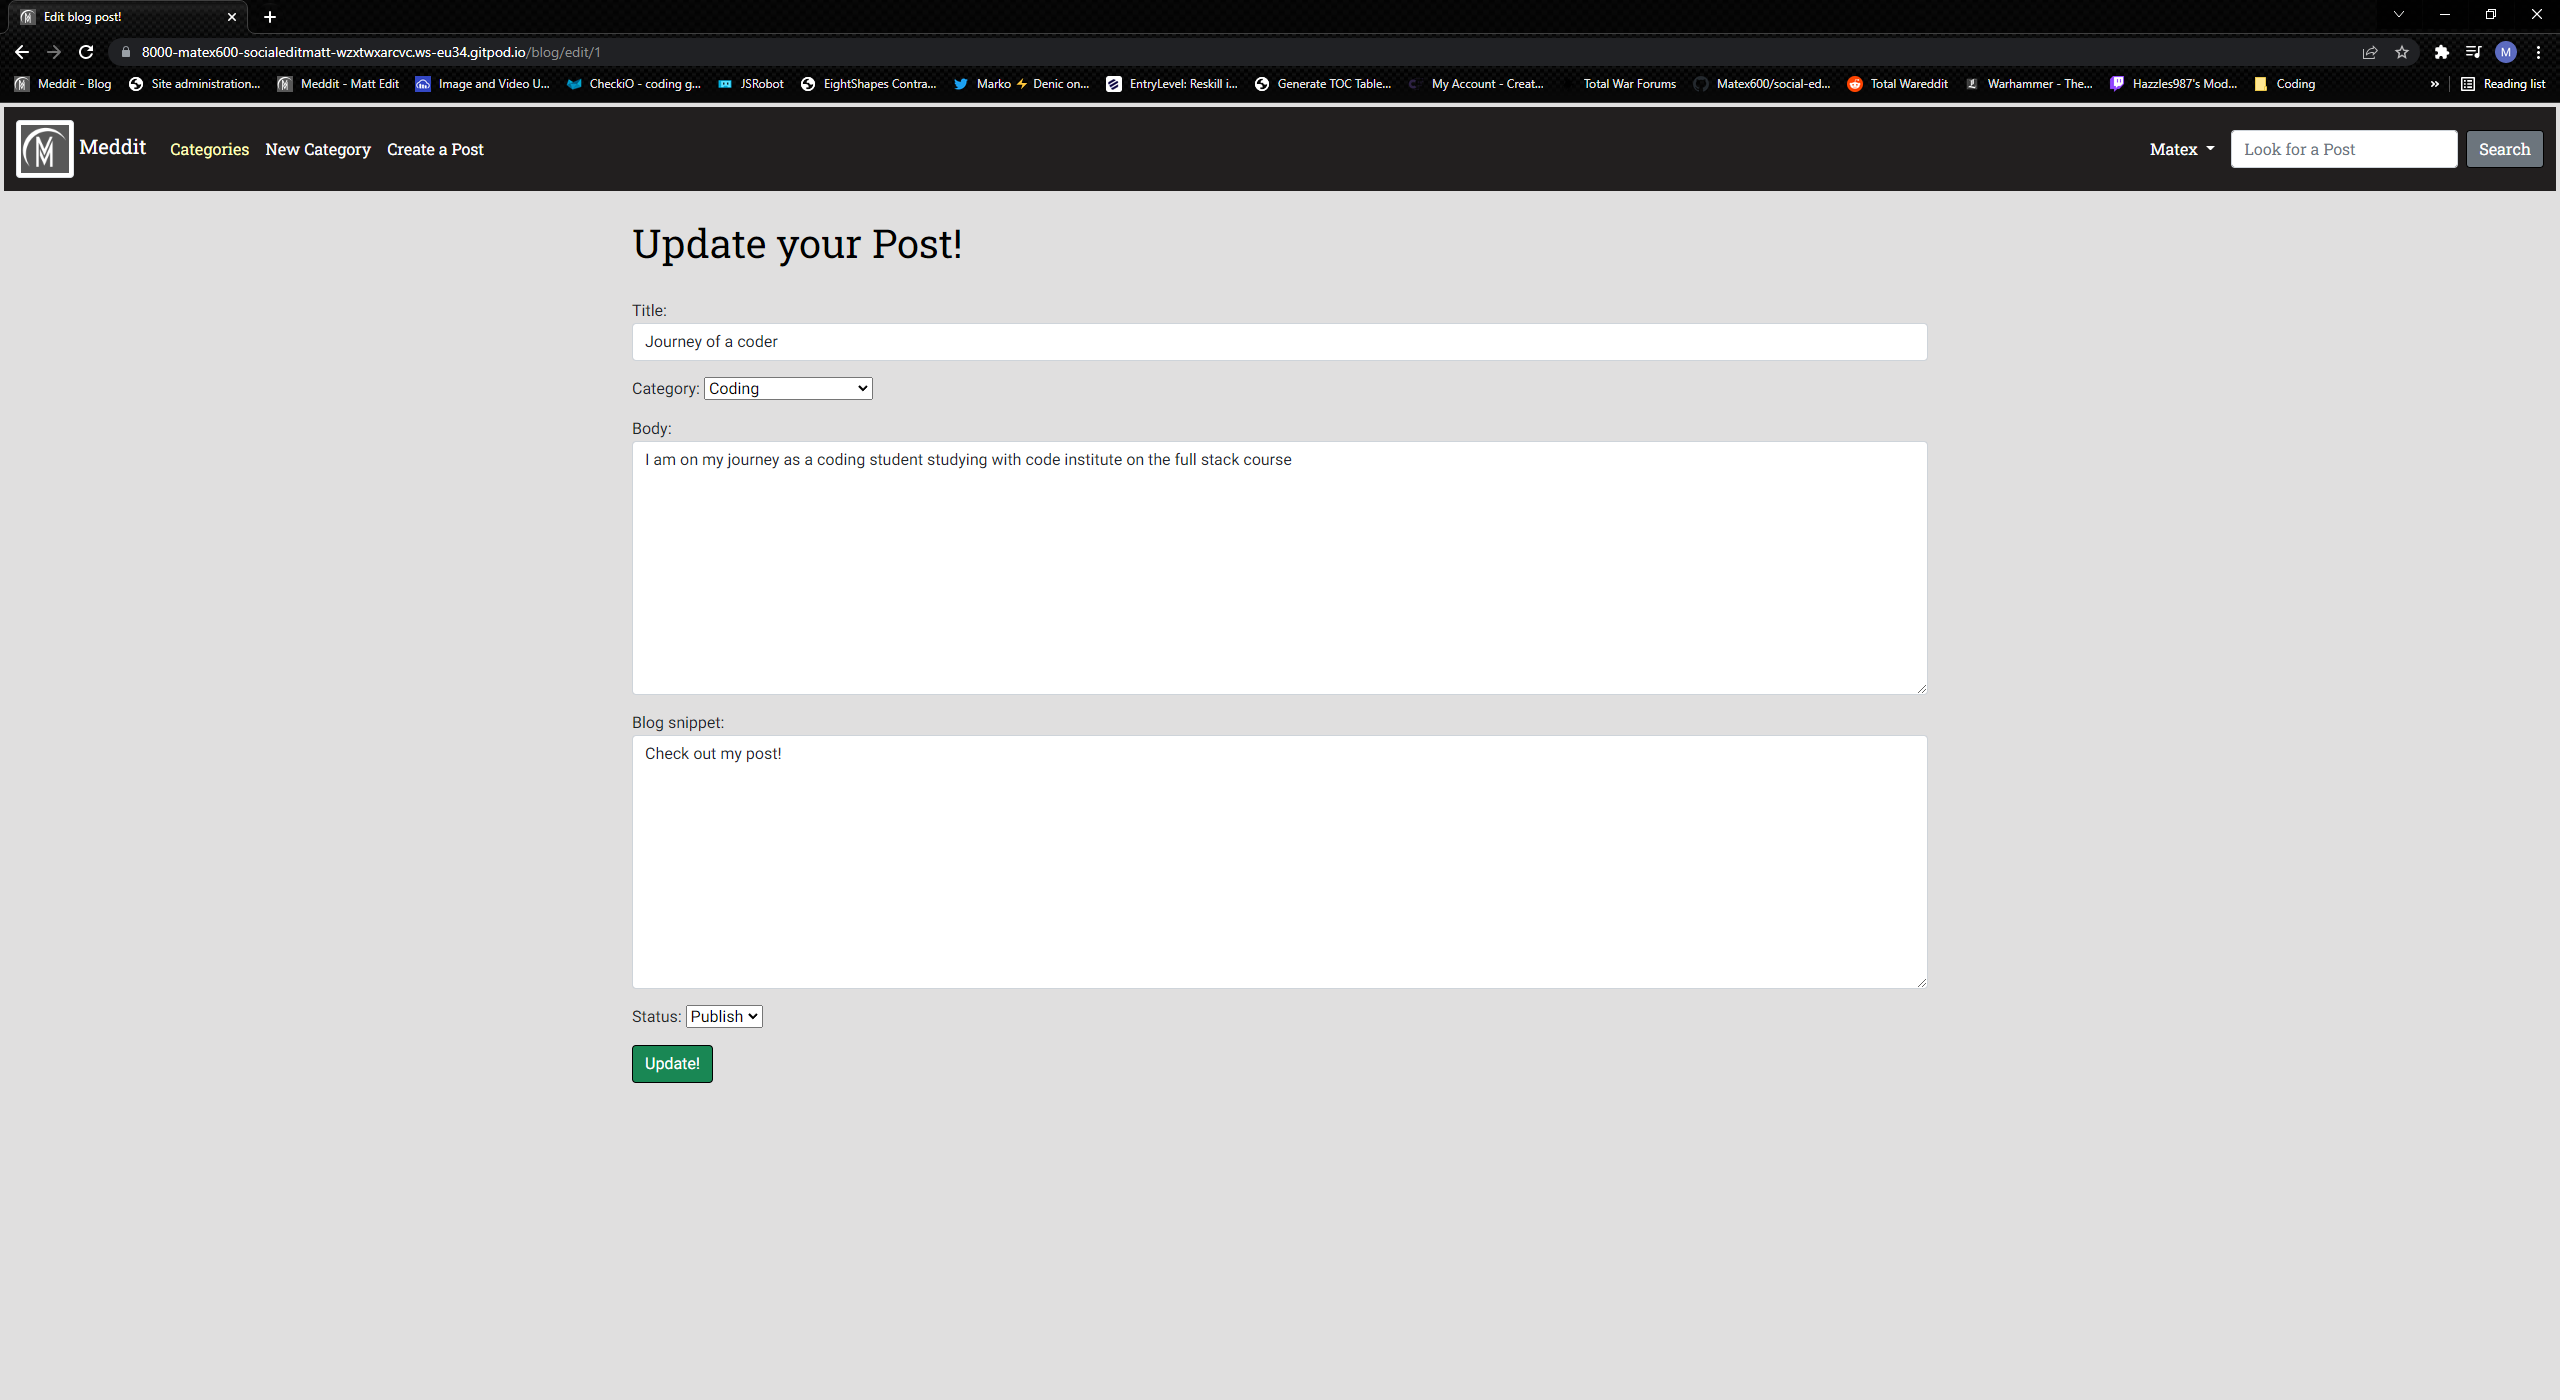 Edit blog post!
8000-matex600-socialeditmatt-wzxtwxarcvc.ws-eu34.gitpod.io/blog/edit/1
M
Meddit - Blog Site administration... Meddit - Matt Edit Image and Video U... CheckiO - coding g... JSRobot EightShapes Contra... Marko ⚡ Denic on... EntryLevel: Reskill i... Generate TOC Table... My Account - Creat... Total War Forums Matex600/social-ed... Total Wareddit Warhammer - The... Hazzles987's Mod... Coding » Reading list
M Meddit Categories New Category Create a Post Matex Look for a Post Search
Update your Post!
Title:
Journey of a coder
Category: Coding
Body:
I am on my journey as a coding student studying with code institute on the full stack course
Blog snippet:
Check out my post!
Status: Publish
Update!